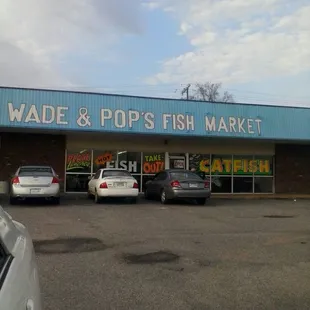 WADE & POP'S FISH MARKET
FISH
TAKE
OUT
CATFISH